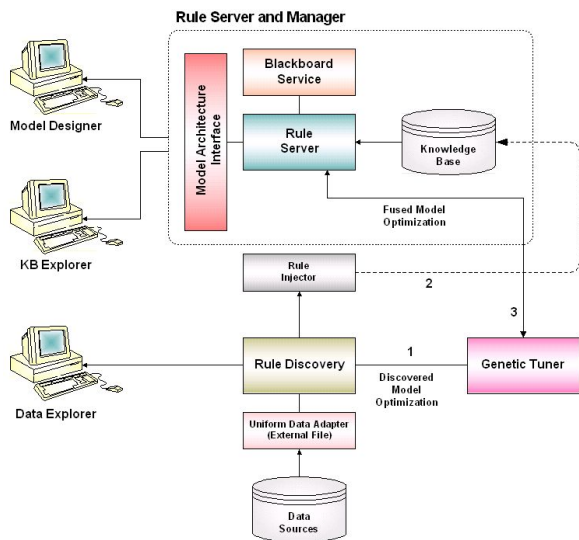 Rule Server and Manager
Blackboard
Service
Model Architecture
Interface
Rule
Server
Knowledge
Base
Model Designer
Fused Model
Optimization
KB Explorer
Rule
Injector
2
3
Rule Discovery
1
Genetic Tuner
Discovered
Model
Optimization
Data Explorer
Uniform Data Adapter
(External File)
Data
Sources